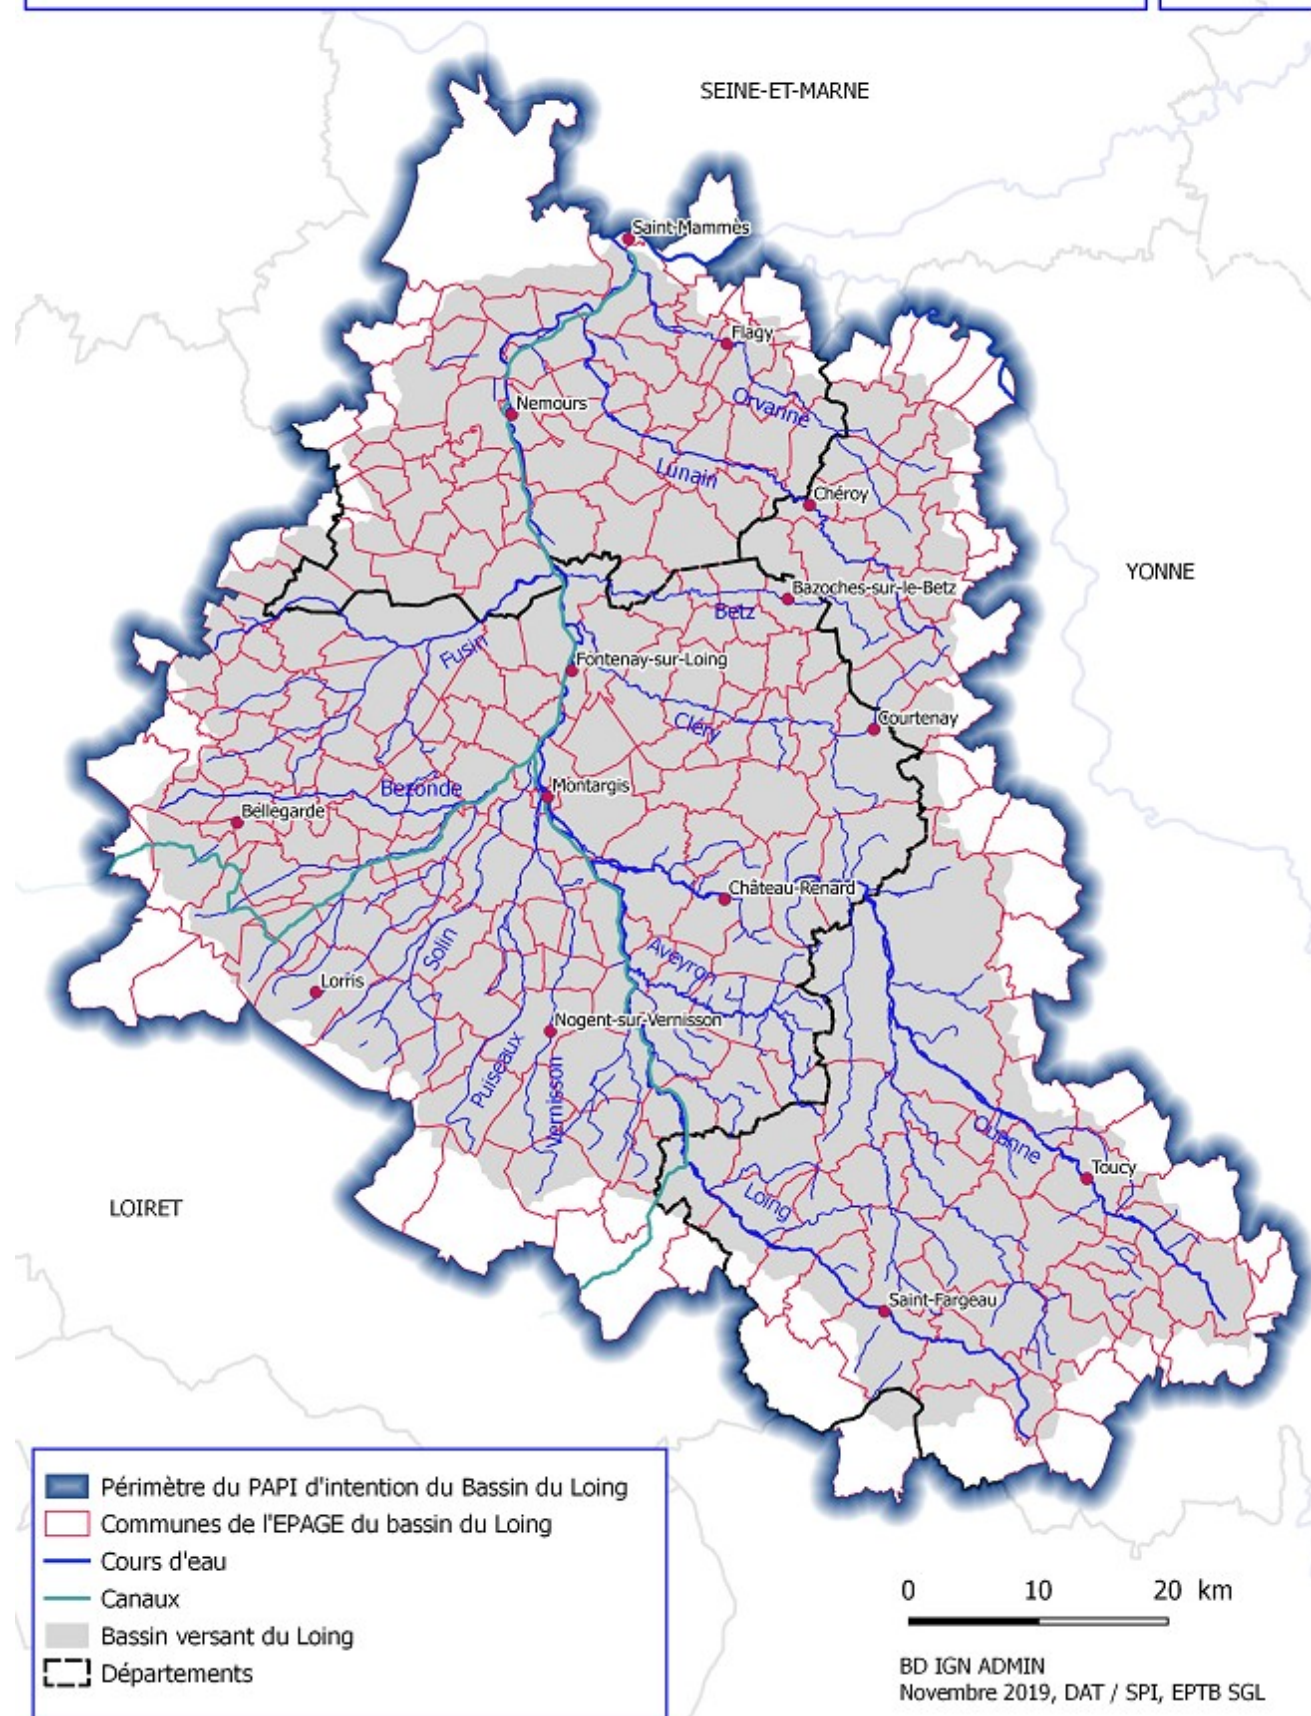 SEINE-ET-MARNE
Saint-Mammès
Flagy
Orvanne
Nemours
Lunain
Chéroy
YONNE
Bazoches-sur-le-Betz
Betz
Fusin
Fontenay-sur-Loing
Cléry
Courtenay
Bezonde
Montargis
Bellegarde
Château-Renard
Solin
Aveyron
Lorris
Nogent-sur-Vernisson
Puiseaux
Vernisson
Ouanne
Toucy
Loing
LOIRET
Saint-Fargeau
Périmètre du PAPI d'intention du Bassin du Loing
Communes de l'EPAGE du bassin du Loing
Cours d'eau
Canaux
Bassin versant du Loing
Départements
0 10 20 km
BD IGN ADMIN
Novembre 2019, DAT / SPI, EPTB SGL